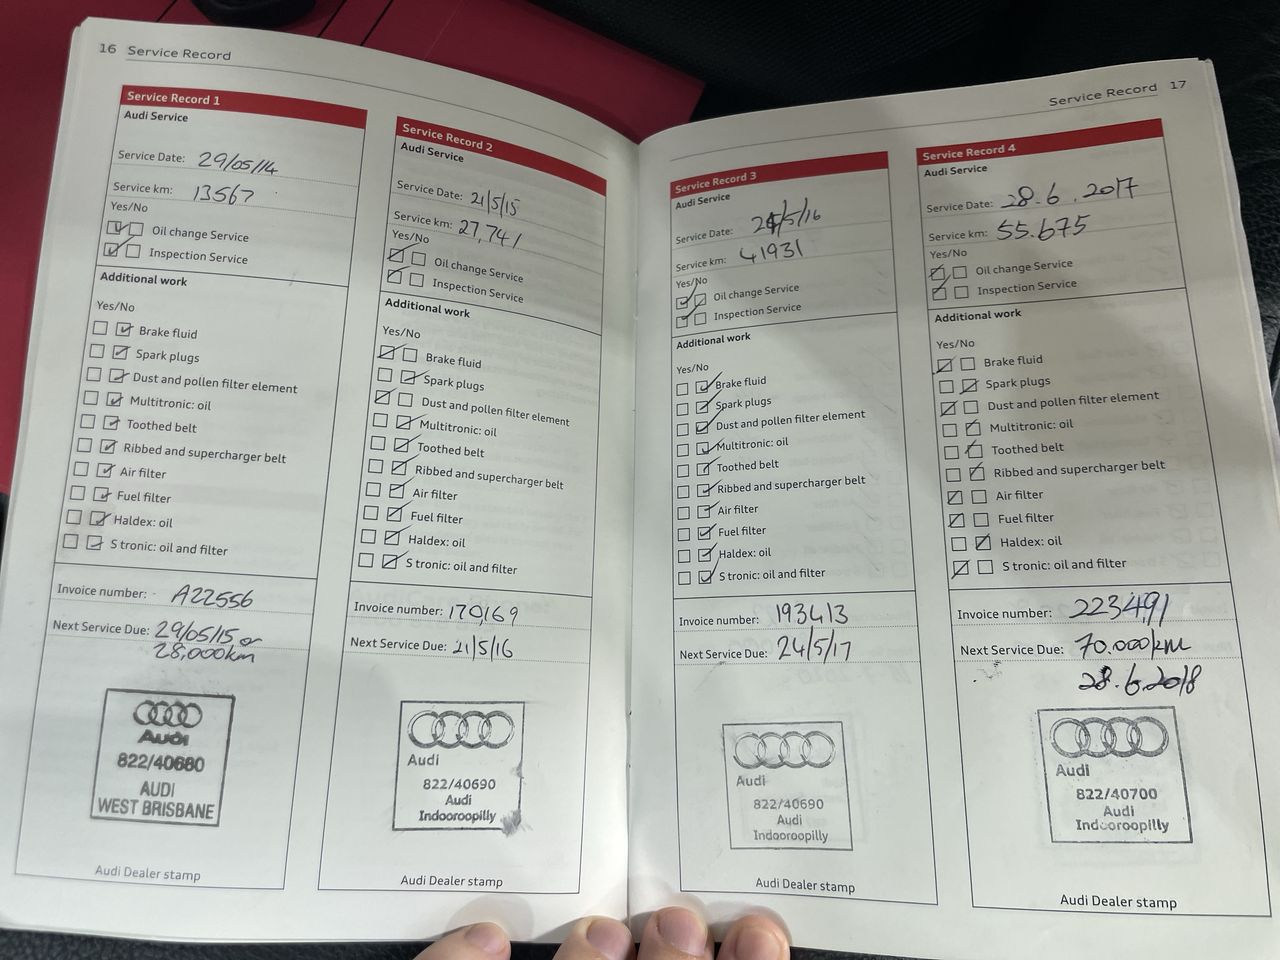 16 Service Record
Service Record 1
Audi Service
Service Date: 29/05/14
Service km: 13567
Yes/No
Oil change Service
Inspection Service
Additional work
Yes/No
Brake fluid
Spark plugs
Dust and pollen filter element
Multitronic: oil
Toothed belt
Ribbed and supercharger belt
Air filter
Fuel filter
Haldex: oil
S tronic: oil and filter
Invoice number: A22556
Next Service Due: 29/05/15 or
28,000km
Audi
822/40680
AUDI
WEST BRISBANE
Audi Dealer stamp
Service Record 2
Audi Service
Service Date: 21/5/15
Service km: 27,741
Yes/No
Oil change Service
Inspection Service
Additional work
Yes/No
Brake fluid
Spark plugs
Dust and pollen filter element
Multitronic: oil
Toothed belt
Ribbed and supercharger belt
Air filter
Fuel filter
Haldex: oil
S tronic: oil and filter
Invoice number: 170,169
Next Service Due: 21/5/16
Audi
822/40690
Audi
Indooroopilly
Audi Dealer stamp
Service Record 17
Service Record 3
Audi Service
Service Date: 24/5/16
Service km: 41931
Yes/No
Oil change Service
Inspection Service
Additional work
Yes/No
Brake fluid
Spark plugs
Dust and pollen filter element
Multitronic: oil
Toothed belt
Ribbed and supercharger belt
Air filter
Fuel filter
Haldex: oil
S tronic: oil and filter
Invoice number: 193413
Next Service Due: 24/5/17
Audi
822/40690
Audi
Indooroopilly
Audi Dealer stamp
Service Record 4
Audi Service
Service Date: 28.6.2017
Service km: 55.675
Yes/No
Oil change Service
Inspection Service
Additional work
Yes/No
Brake fluid
Spark plugs
Dust and pollen filter element
Multitronic: oil
Toothed belt
Ribbed and supercharger belt
Air filter
Fuel filter
Haldex: oil
S tronic: oil and filter
Invoice number: 223491
Next Service Due: 70.000km
28.6.2018
Audi
822/40700
Audi
Indooroopilly
Audi Dealer stamp